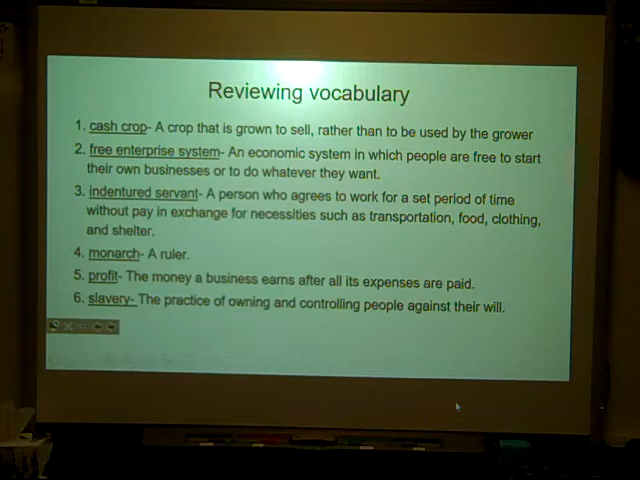 Reviewing vocabulary
1. cash crop- A crop that is grown to sell, rather than to be used by the grower
2. free enterprise system- An economic system in which people are free to start
their own businesses or to do whatever they want.
3. indentured servant- A person who agrees to work for a set period of time
without pay in exchange for necessities such as transportation, food, clothing,
and shelter.
4. monarch- A ruler.
5. profit- The money a business earns after all its expenses are paid.
6. slavery- The practice of owning and controlling people against their will.